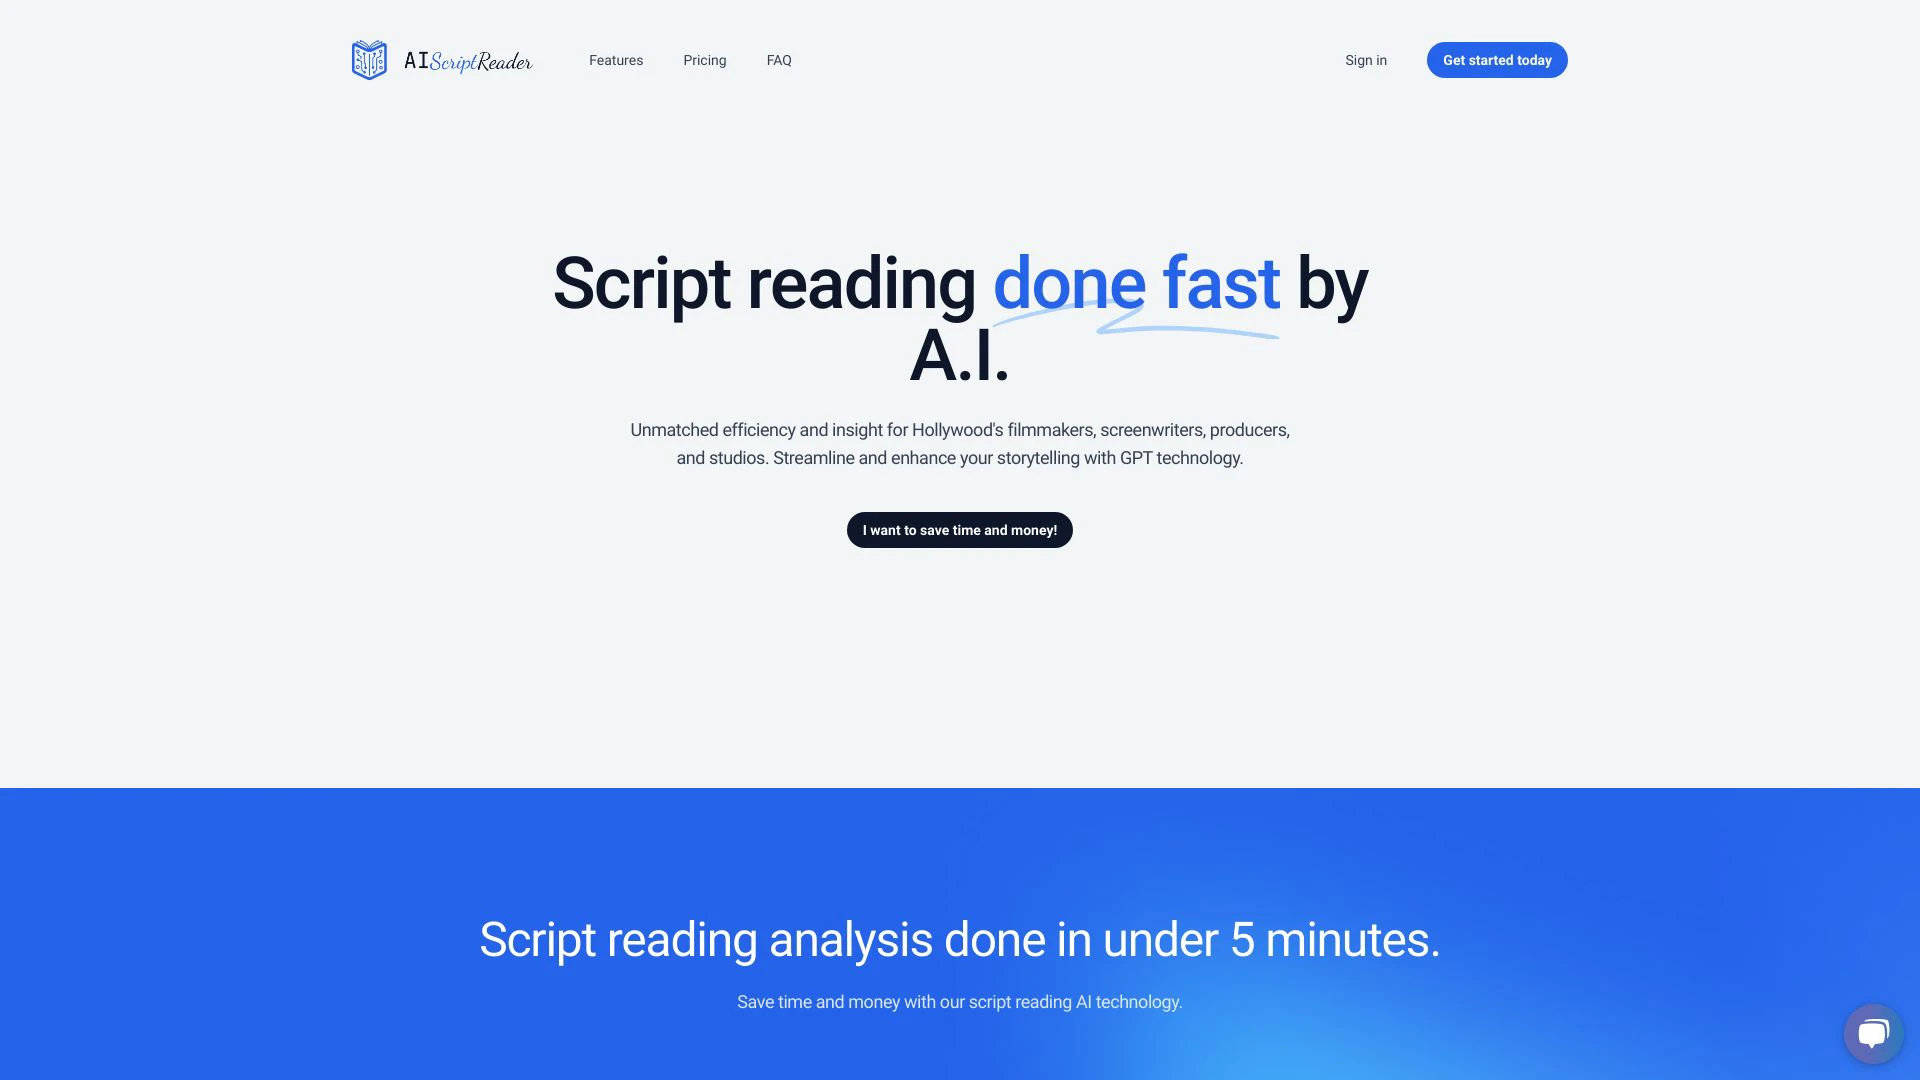 AIScriptReader
Features
Pricing
FAQ
Sign in
Get started today
Script reading done fast by
A.I.
Unmatched efficiency and insight for Hollywood's filmmakers, screenwriters, producers,
and studios. Streamline and enhance your storytelling with GPT technology.
I want to save time and money!
Script reading analysis done in under 5 minutes.
Save time and money with our script reading AI technology.